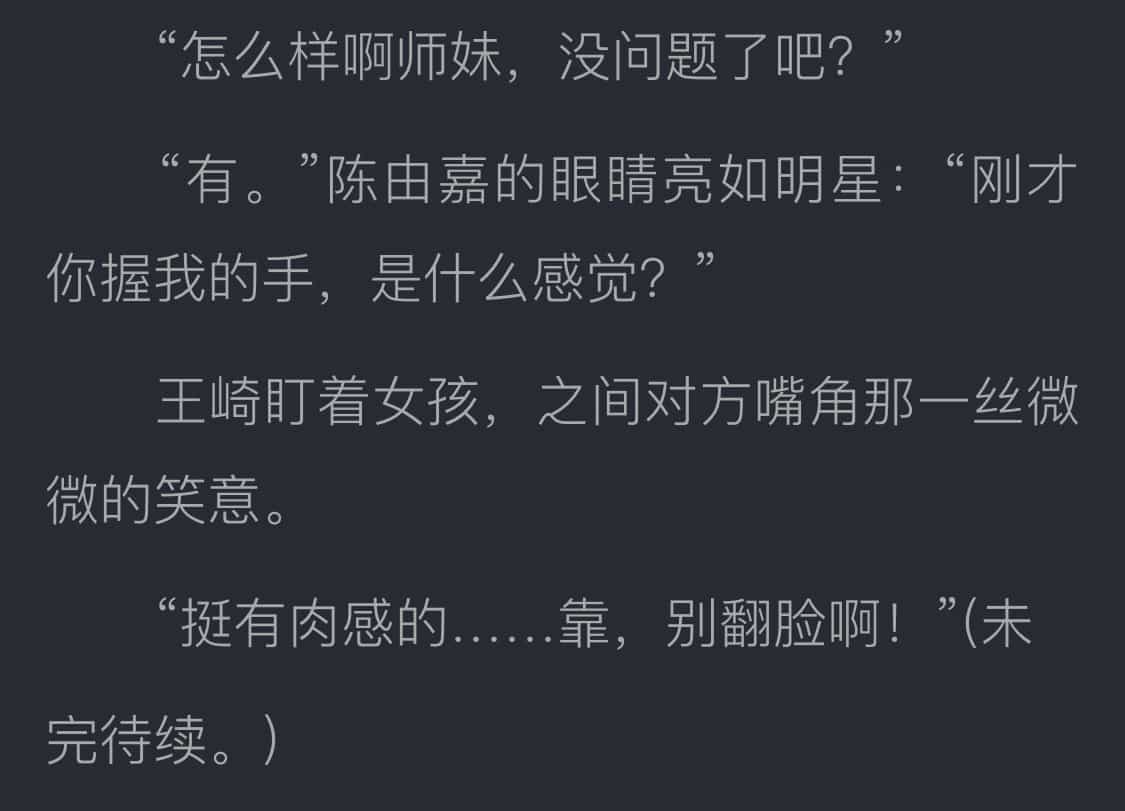 “怎么样啊师妹，没问题了吧？”
“有。”陈由嘉的眼睛亮如明星：“刚才
你握我的手，是什么感觉？”
王崎盯着女孩，之间对方嘴角那一丝微
微的笑意。
“挺有肉感的……靠，别翻脸啊！”(未
完待续。)